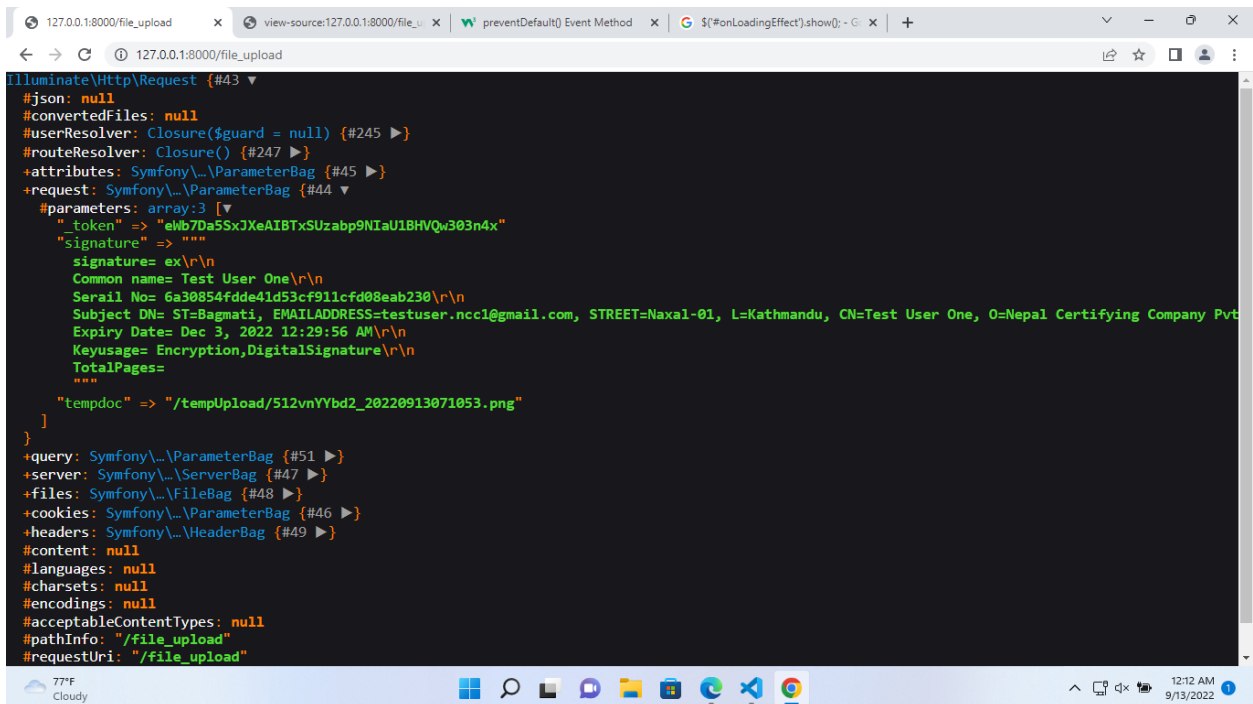 127.0.0.1:8000/file_upload
view-source:127.0.0.1:8000/file_u
preventDefault() Event Method
$('#onLoadingEffect').show(); - G
127.0.0.1:8000/file_upload
Illuminate\Http\Request {#43 ▼
#json: null
#convertedFiles: null
#userResolver: Closure($guard = null) {#245 ▶}
#routeResolver: Closure() {#247 ▶}
+attributes: Symfony\…\ParameterBag {#45 ▶}
+request: Symfony\…\ParameterBag {#44 ▼
#parameters: array:3 [▼
"_token" => "eWb7Da5SxJXeAIBTxSUzabp9NIaU1BHVQw303n4x"
"signature" => """
signature= ex\r\n
Common name= Test User One\r\n
Serail No= 6a30854fdde41d53cf911cfd08eab230\r\n
Subject DN= ST=Bagmati, EMAILADDRESS=testuser.ncc1@gmail.com, STREET=Naxal-01, L=Kathmandu, CN=Test User One, O=Nepal Certifying Company Pvt
Expiry Date= Dec 3, 2022 12:29:56 AM\r\n
Keyusage= Encryption,DigitalSignature\r\n
TotalPages=
"""
"tempdoc" => "/tempUpload/512vnYYbd2_20220913071053.png"
]
}
+query: Symfony\…\ParameterBag {#51 ▶}
+server: Symfony\…\ServerBag {#47 ▶}
+files: Symfony\…\FileBag {#48 ▶}
+cookies: Symfony\…\ParameterBag {#46 ▶}
+headers: Symfony\…\HeaderBag {#49 ▶}
#content: null
#languages: null
#charsets: null
#encodings: null
#acceptableContentTypes: null
#pathInfo: "/file_upload"
#requestUri: "/file_upload"
77°F
Cloudy
12:12 AM
9/13/2022
1